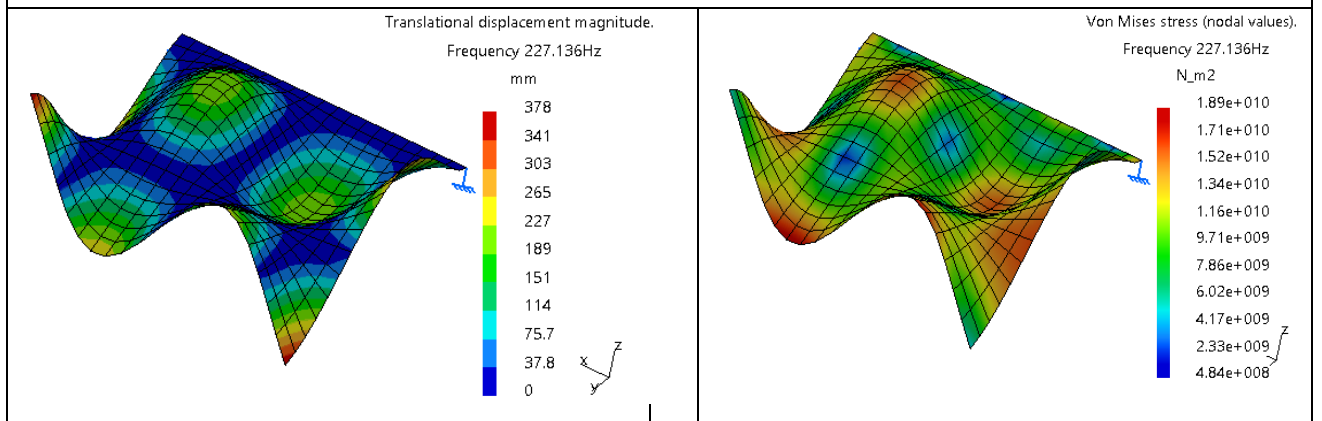 Translational displacement magnitude.
Frequency 227.136Hz
mm
378
341
303
265
227
189
151
114
75.7
37.8
0
x
z
y
Von Mises stress (nodal values).
Frequency 227.136Hz
N_m2
1.89e+010
1.71e+010
1.52e+010
1.34e+010
1.16e+010
9.71e+009
7.86e+009
6.02e+009
4.17e+009
2.33e+009
4.84e+008
z